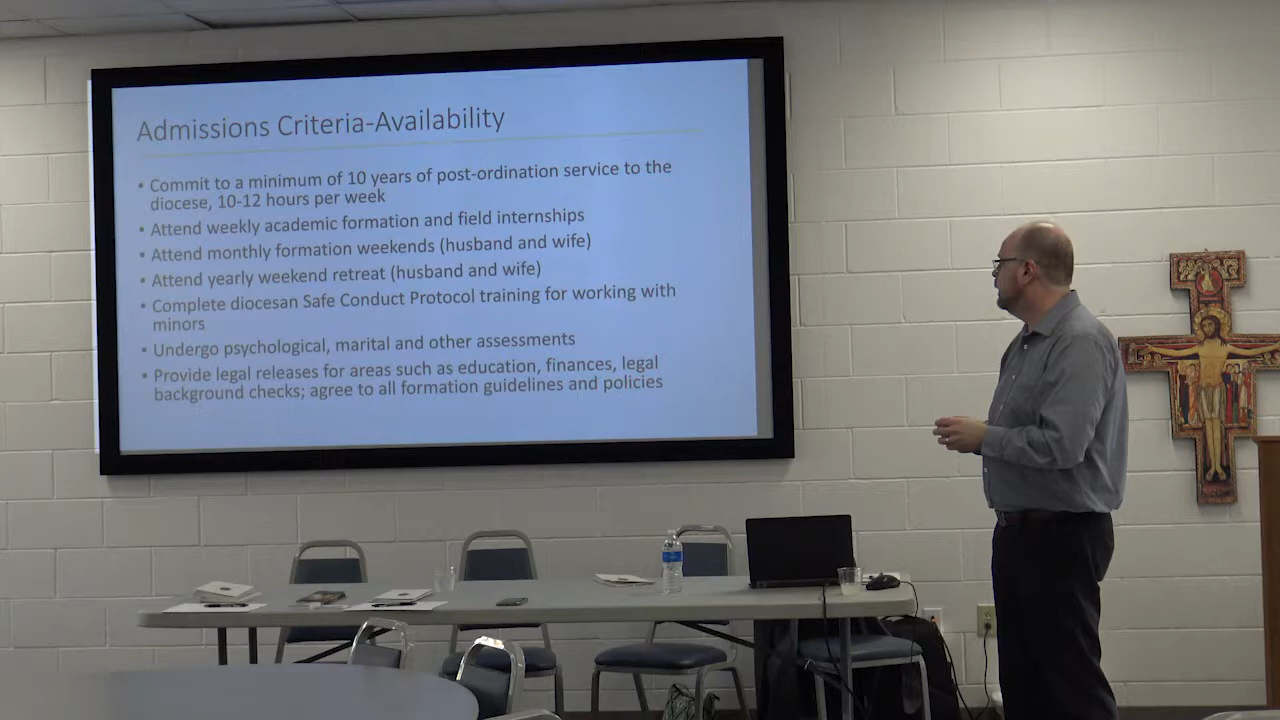 Admissions Criteria-Availability
• Commit to a minimum of 10 years of post-ordination service to the
diocese, 10-12 hours per week
• Attend weekly academic formation and field internships
• Attend monthly formation weekends (husband and wife)
• Attend yearly weekend retreat (husband and wife)
• Complete diocesan Safe Conduct Protocol training for working with
minors
• Undergo psychological, marital and other assessments
• Provide legal releases for areas such as education, finances, legal
background checks; agree to all formation guidelines and policies